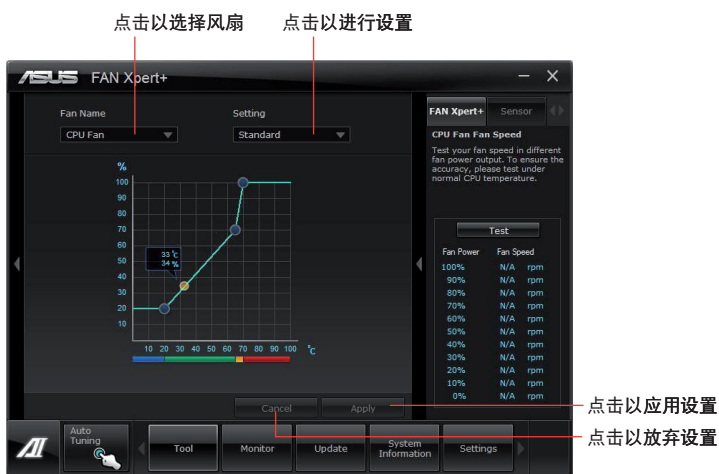 点击以选择风扇
点击以进行设置
ASUS FAN Xpert+
Fan Name
Setting
CPU Fan
Standard
%
100
90
80
70
60
50
40
30
20
10
33 °C
34 %
10 20 30 40 50 60 70 80 90 100 °C
Cancel
Apply
FAN Xpert+
Sensor
CPU Fan Fan Speed
Test your fan speed in different
fan power output. To ensure the
accuracy, please test under
normal CPU temperature.
Test
Fan Power Fan Speed
100% N/A rpm
90% N/A rpm
80% N/A rpm
70% N/A rpm
60% N/A rpm
50% N/A rpm
40% N/A rpm
30% N/A rpm
20% N/A rpm
10% N/A rpm
0% N/A rpm
点击以应用设置
点击以放弃设置
Auto
Tuning
Tool
Monitor
Update
System
Information
Settings